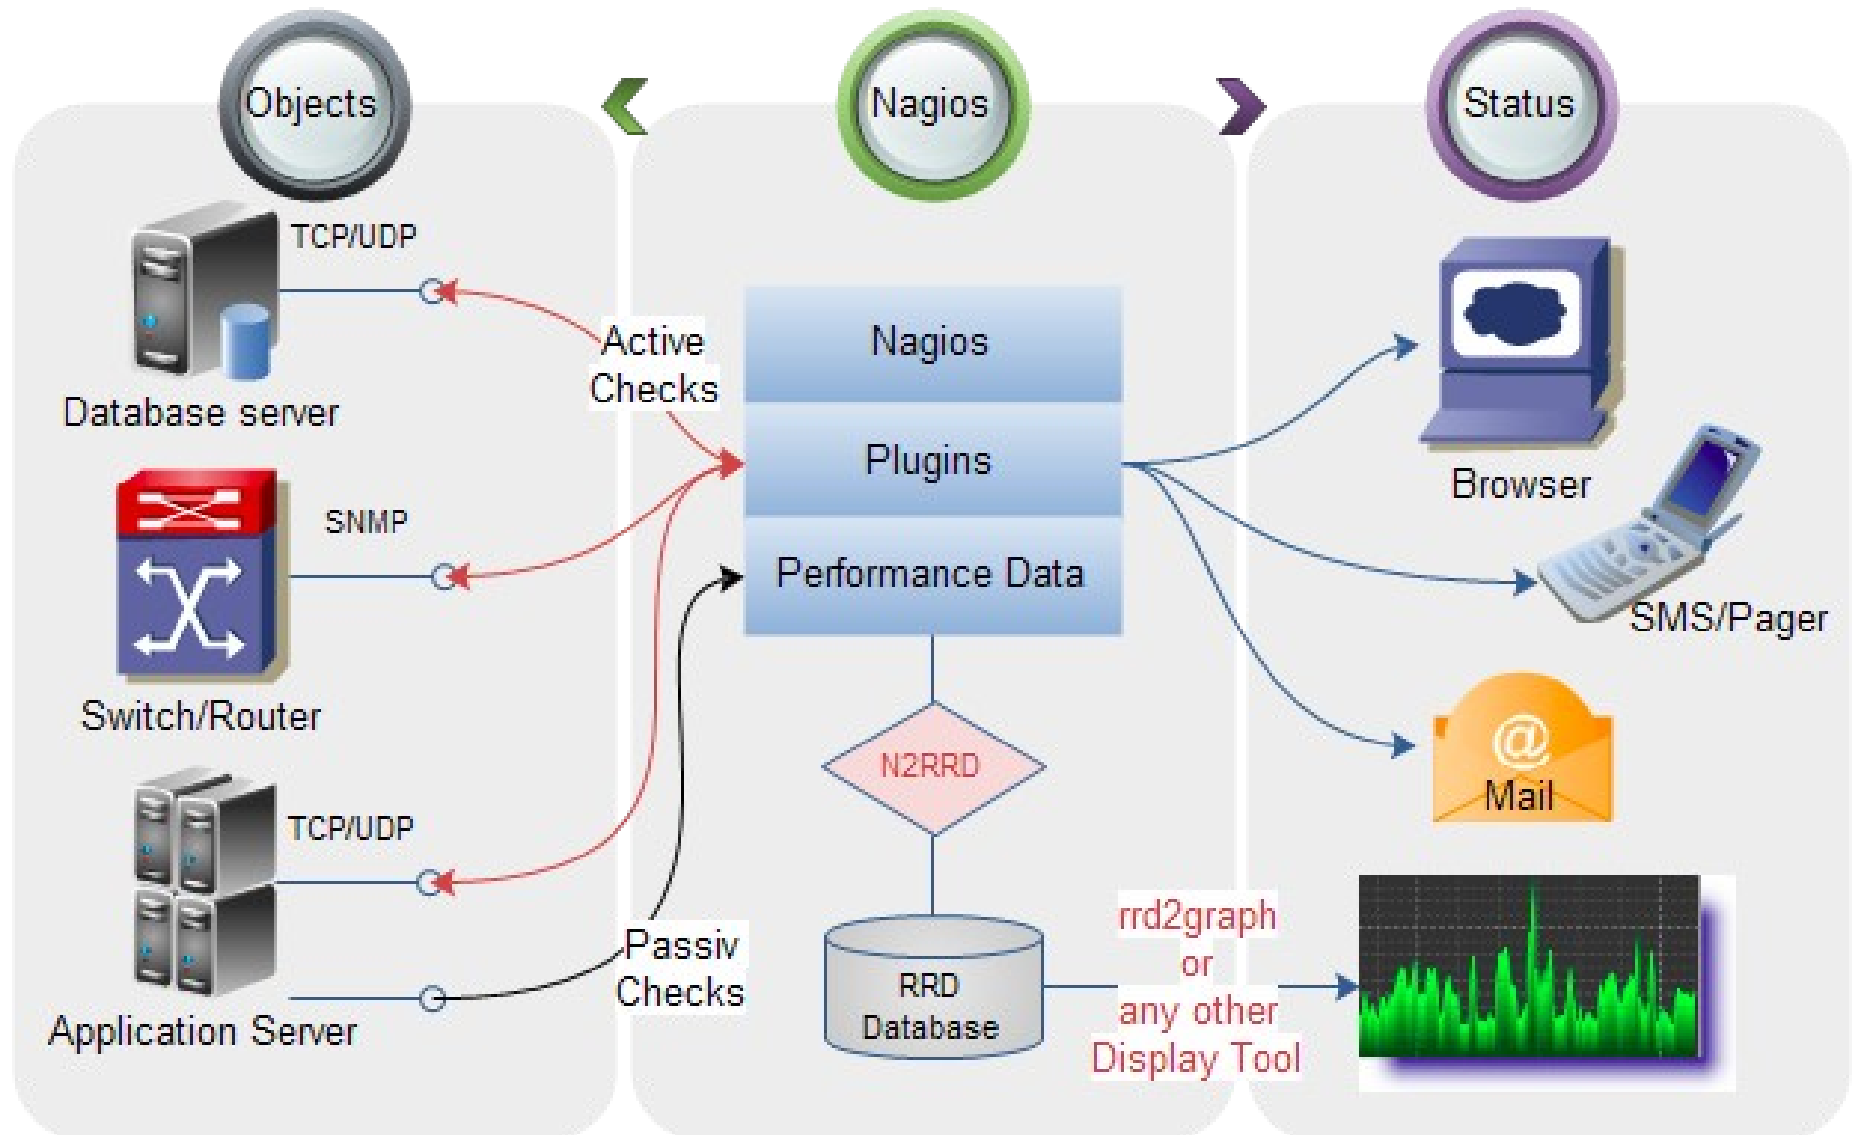 Objects
Nagios
Status
TCP/UDP
Database server
SNMP
Switch/Router
TCP/UDP
Application Server
Active
Checks
Passiv
Checks
Nagios
Plugins
Performance Data
N2RRD
RRD
Database
rrd2graph
or
any other
Display Tool
Browser
SMS/Pager
@
Mail